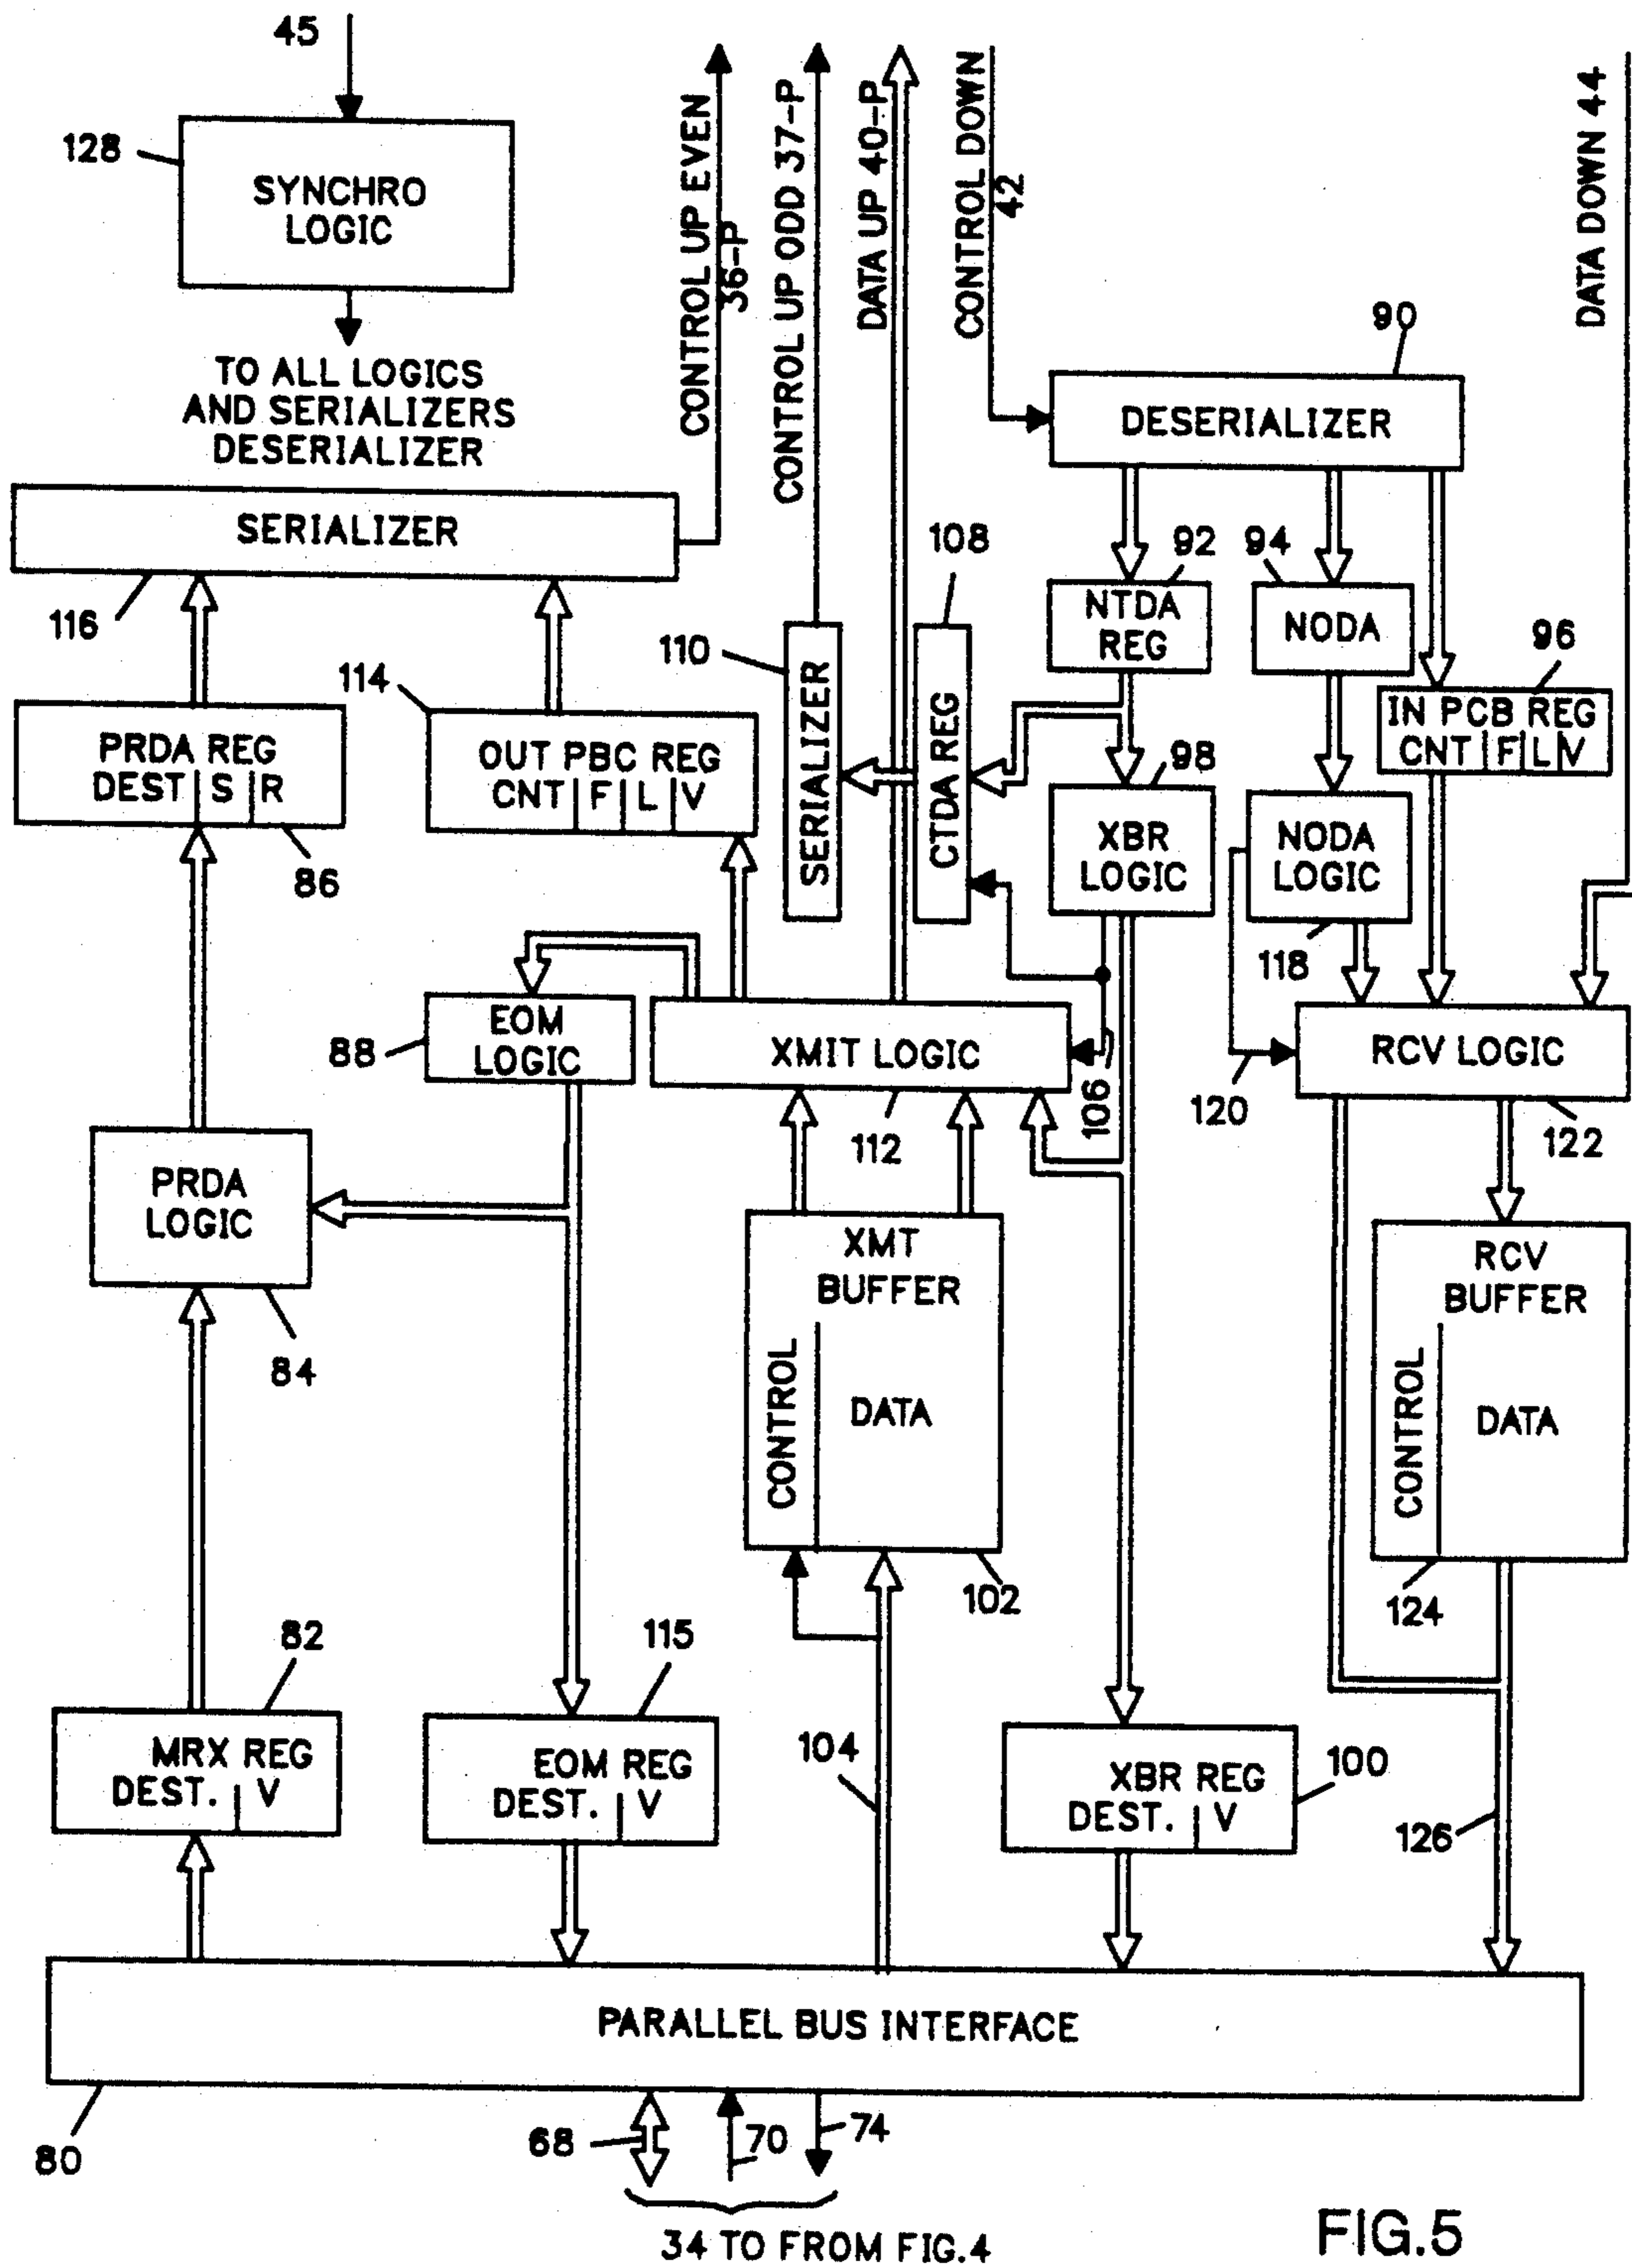 45
128
SYNCHRO
LOGIC
TO ALL LOGICS
AND SERIALIZERS
DESERIALIZER
CONTROL UP EVEN
36-P
CONTROL UP ODD 37-P
DATA UP 40-P
CONTROL DOWN
42
DATA DOWN 44
90
DESERIALIZER
SERIALIZER
116
108
92
NTDA
REG
94
NODA
96
IN PCB REG
CNT F L V
110
SERIALIZER
CTDA REG
114
PRDA REG
DEST S R
86
OUT PBC REG
CNT F L V
98
XBR
LOGIC
NODA
LOGIC
118
EOM
LOGIC
88
XMIT LOGIC
112
106
120
RCV LOGIC
122
PRDA
LOGIC
84
XMT
BUFFER
CONTROL
DATA
102
RCV
BUFFER
CONTROL
DATA
124
82
MRX REG
DEST. V
115
EOM REG
DEST. V
104
XBR REG
DEST. V
100
126
PARALLEL BUS INTERFACE
80
68
70
74
34 TO FROM FIG.4
FIG.5